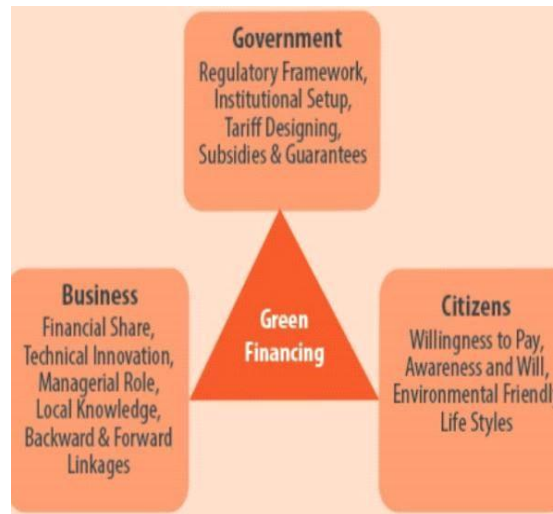 Government
Regulatory Framework,
Institutional Setup,
Tariff Designing,
Subsidies & Guarantees
Business
Financial Share,
Technical Innovation,
Managerial Role,
Local Knowledge,
Backward & Forward
Linkages
Green
Financing
Citizens
Willingness to Pay,
Awareness and Will,
Environmental Friendly
Life Styles